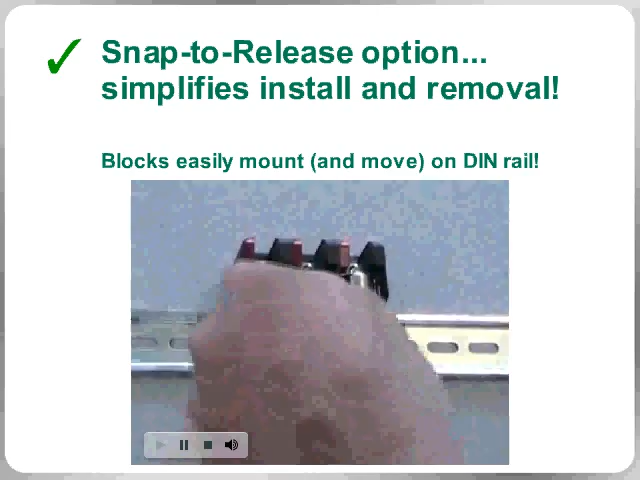 Snap-to-Release option...
simplifies install and removal!
Blocks easily mount (and move) on DIN rail!